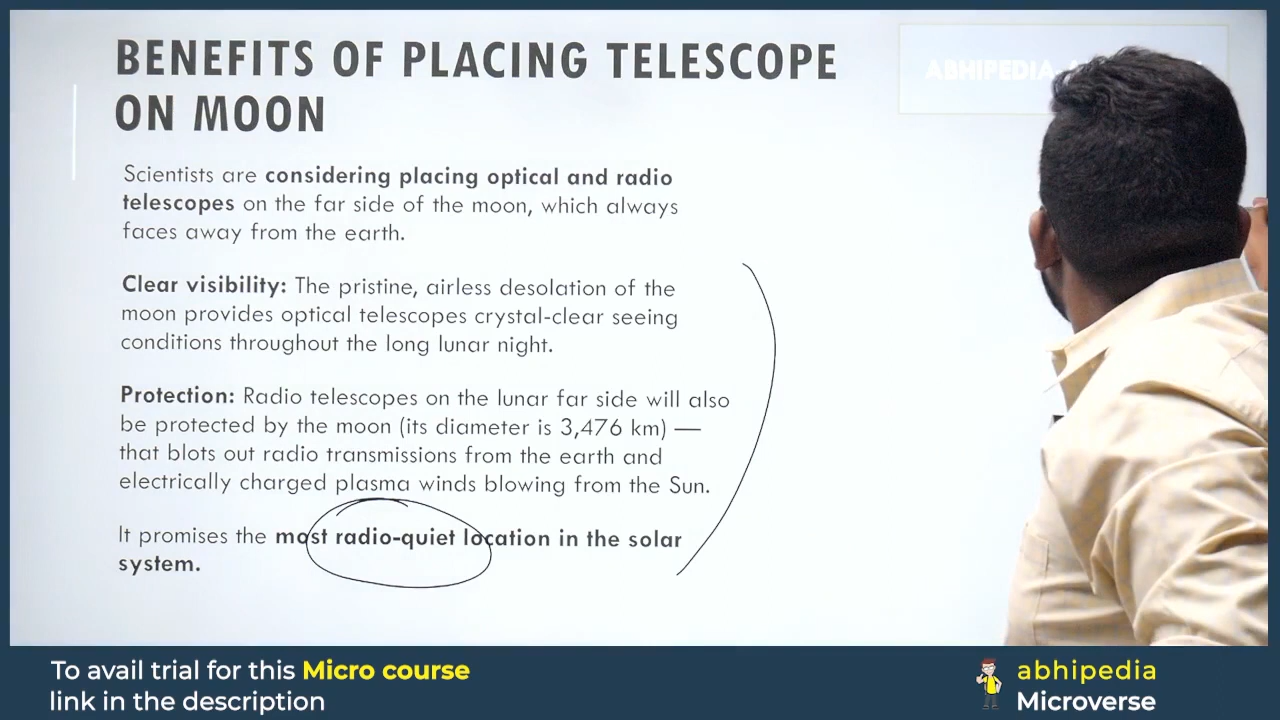 BENEFITS OF PLACING TELESCOPE
ON MOON
ABHIPEDIA
Scientists are considering placing optical and radio
telescopes on the far side of the moon, which always
faces away from the earth.
Clear visibility: The pristine, airless desolation of the
moon provides optical telescopes crystal-clear seeing
conditions throughout the long lunar night.
Protection: Radio telescopes on the lunar far side will also
be protected by the moon (its diameter is 3,476 km) —
that blots out radio transmissions from the earth and
electrically charged plasma winds blowing from the Sun.
It promises the most radio-quiet location in the solar
system.
To avail trial for this Micro course
link in the description
abhipedia
Microverse